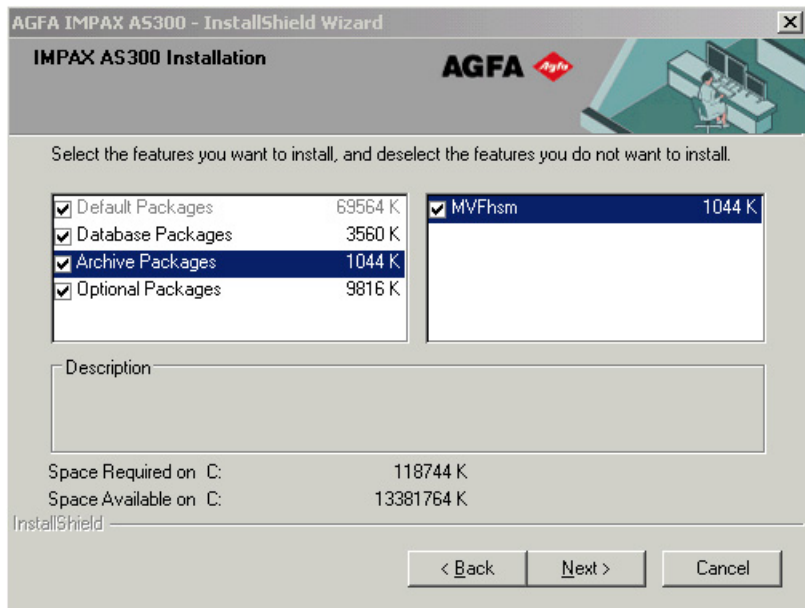 AGFA IMPAX AS300 - InstallShield Wizard
IMPAX AS300 Installation
AGFA Agfa
Select the features you want to install, and deselect the features you do not want to install.
Default Packages 69564 K
Database Packages 3560 K
Archive Packages 1044 K
Optional Packages 9816 K
MVFhsm 1044 K
Description
Space Required on C: 118744 K
Space Available on C: 13381764 K
InstallShield
< Back Next > Cancel